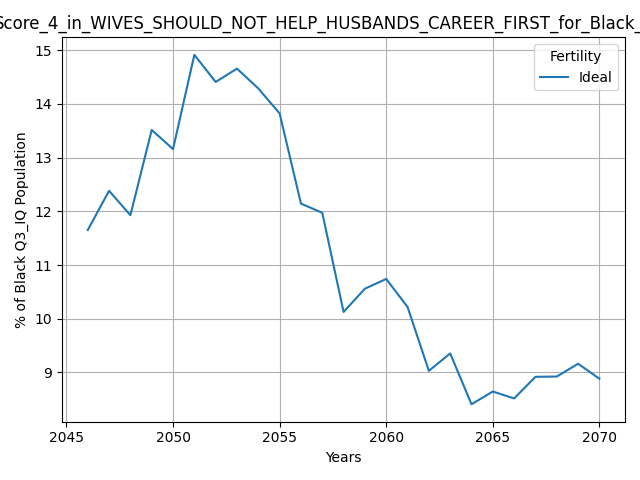 Score_4_in_WIVES_SHOULD_NOT_HELP_HUSBANDS_CAREER_FIRST_for_Black_
Fertility
Ideal
% of Black Q3_IQ Population
15
14
13
12
11
10
9
2045 2050 2055 2060 2065 2070
Years